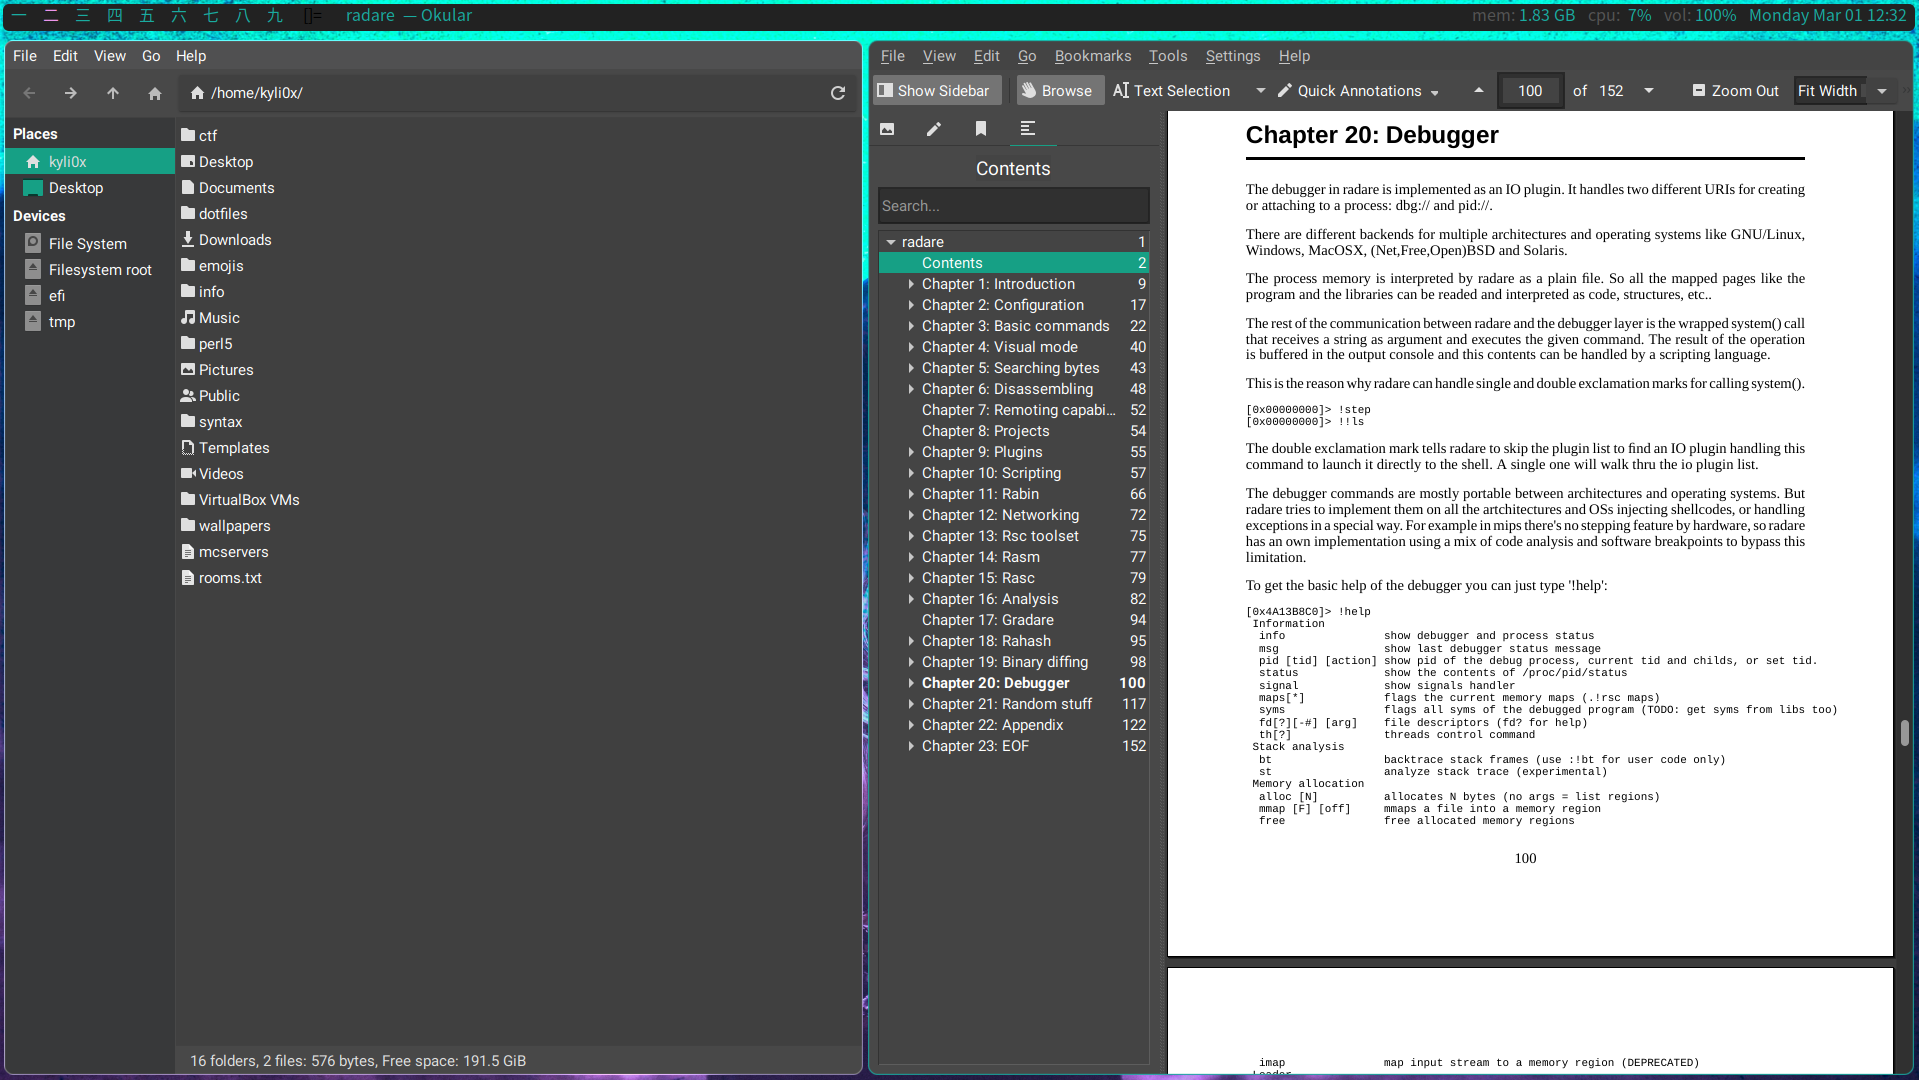 一 二 三 四 五 六 七 八 九 []= radare — Okular mem: 1.83 GB cpu: 7% vol: 100% Monday Mar 01 12:32
File Edit View Go Help
/home/kyli0x/
Places
kyli0x
Desktop
Devices
File System
Filesystem root
efi
tmp
ctf
Desktop
Documents
dotfiles
Downloads
emojis
info
Music
perl5
Pictures
Public
syntax
Templates
Videos
VirtualBox VMs
wallpapers
mcservers
rooms.txt
16 folders, 2 files: 576 bytes, Free space: 191.5 GiB
File View Edit Go Bookmarks Tools Settings Help
Show Sidebar Browse Text Selection Quick Annotations 100 of 152 Zoom Out Fit Width
Contents
Search...
radare 1
Contents 2
Chapter 1: Introduction 9
Chapter 2: Configuration 17
Chapter 3: Basic commands 22
Chapter 4: Visual mode 40
Chapter 5: Searching bytes 43
Chapter 6: Disassembling 48
Chapter 7: Remoting capabi... 52
Chapter 8: Projects 54
Chapter 9: Plugins 55
Chapter 10: Scripting 57
Chapter 11: Rabin 66
Chapter 12: Networking 72
Chapter 13: Rsc toolset 75
Chapter 14: Rasm 77
Chapter 15: Rasc 79
Chapter 16: Analysis 82
Chapter 17: Gradare 94
Chapter 18: Rahash 95
Chapter 19: Binary diffing 98
Chapter 20: Debugger 100
Chapter 21: Random stuff 117
Chapter 22: Appendix 122
Chapter 23: EOF 152
Chapter 20: Debugger
The debugger in radare is implemented as an IO plugin. It handles two different URIs for creating
or attaching to a process: dbg:// and pid://.
There are different backends for multiple architectures and operating systems like GNU/Linux,
Windows, MacOSX, (Net,Free,Open)BSD and Solaris.
The process memory is interpreted by radare as a plain file. So all the mapped pages like the
program and the libraries can be readed and interpreted as code, structures, etc..
The rest of the communication between radare and the debugger layer is the wrapped system() call
that receives a string as argument and executes the given command. The result of the operation
is buffered in the output console and this contents can be handled by a scripting language.
This is the reason why radare can handle single and double exclamation marks for calling system().
[0x00000000]> !step
[0x00000000]> !!ls
The double exclamation mark tells radare to skip the plugin list to find an IO plugin handling this
command to launch it directly to the shell. A single one will walk thru the io plugin list.
The debugger commands are mostly portable between architectures and operating systems. But
radare tries to implement them on all the artchitectures and OSs injecting shellcodes, or handling
exceptions in a special way. For example in mips there's no stepping feature by hardware, so radare
has an own implementation using a mix of code analysis and software breakpoints to bypass this
limitation.
To get the basic help of the debugger you can just type '!help':
[0x4A13B8C0]> !help
Information
info show debugger and process status
msg show last debugger status message
pid [tid] [action] show pid of the debug process, current tid and childs, or set tid.
status show the contents of /proc/pid/status
signal show signals handler
maps[*] flags the current memory maps (.!rsc maps)
syms flags all syms of the debugged program (TODO: get syms from libs too)
fd[?][-#] [arg] file descriptors (fd? for help)
th[?] threads control command
Stack analysis
bt backtrace stack frames (use :!bt for user code only)
st analyze stack trace (experimental)
Memory allocation
alloc [N] allocates N bytes (no args = list regions)
mmap [F] [off] mmaps a file into a memory region
free free allocated memory regions
100
imap map input stream to a memory region (DEPRECATED)